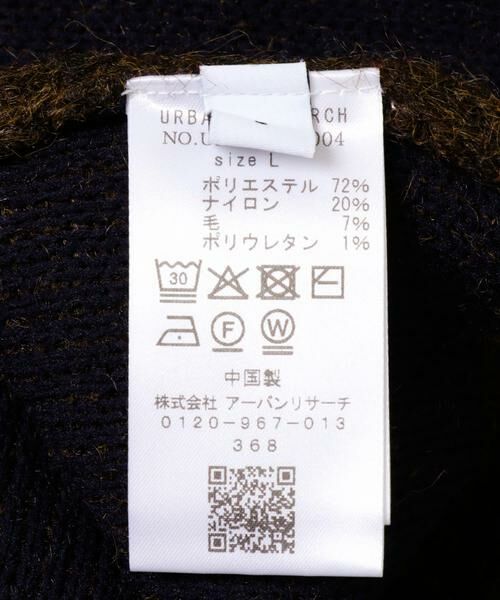 size L
ポリエステル 72%
ナイロン 20%
毛 7%
ポリウレタン 1%
30
F W
中国製
株式会社 アーバンリサーチ
0120-967-013
368